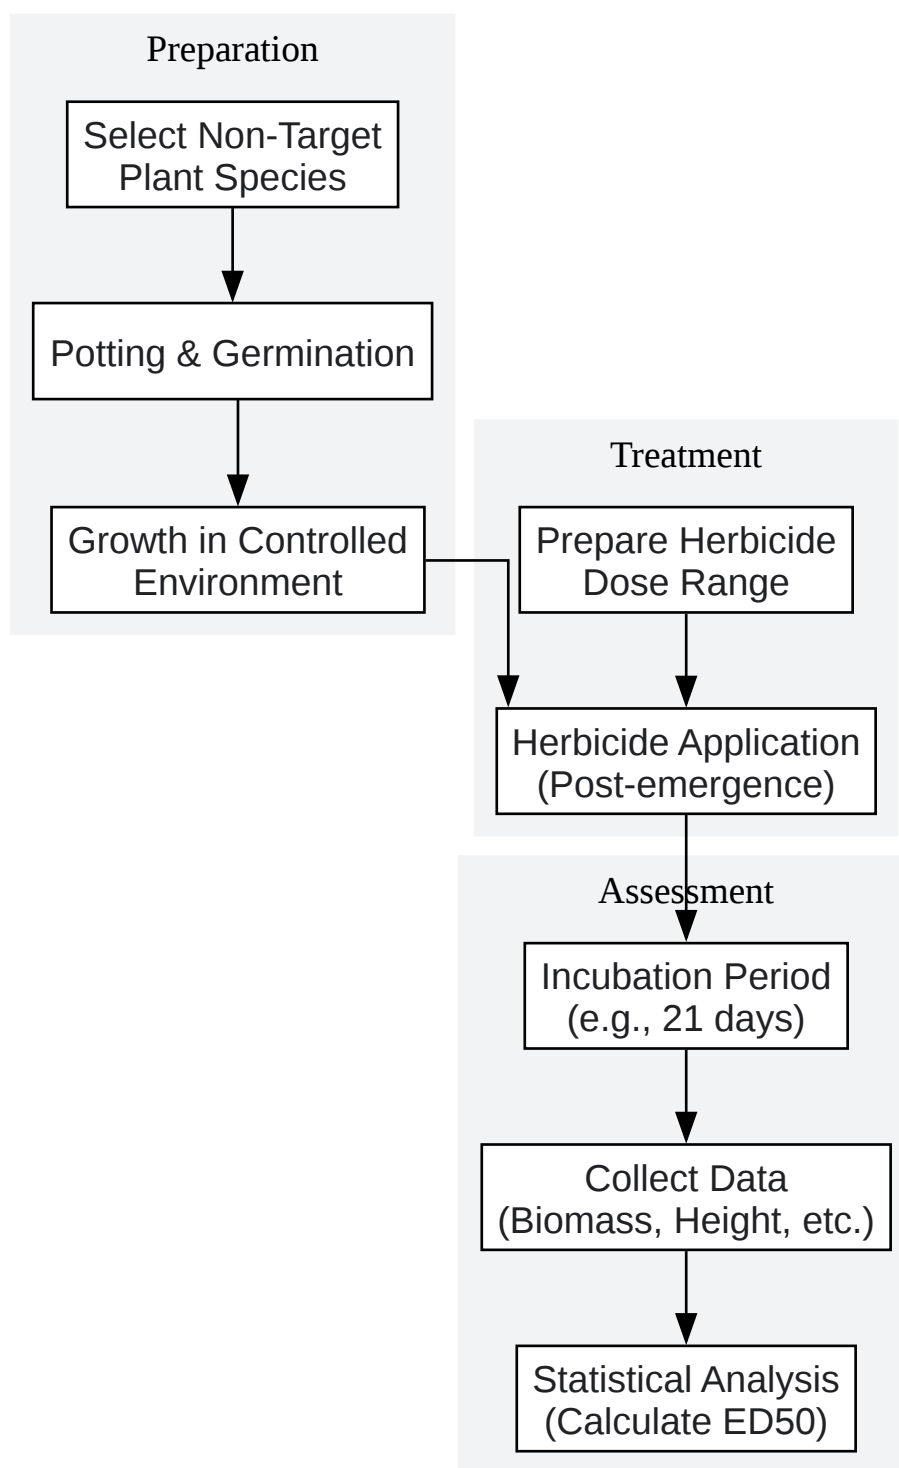 Preparation
Select Non-Target
Plant Species
Potting & Germination
Growth in Controlled
Environment
Treatment
Prepare Herbicide
Dose Range
Herbicide Application
(Post-emergence)
Assessment
Incubation Period
(e.g., 21 days)
Collect Data
(Biomass, Height, etc.)
Statistical Analysis
(Calculate ED50)